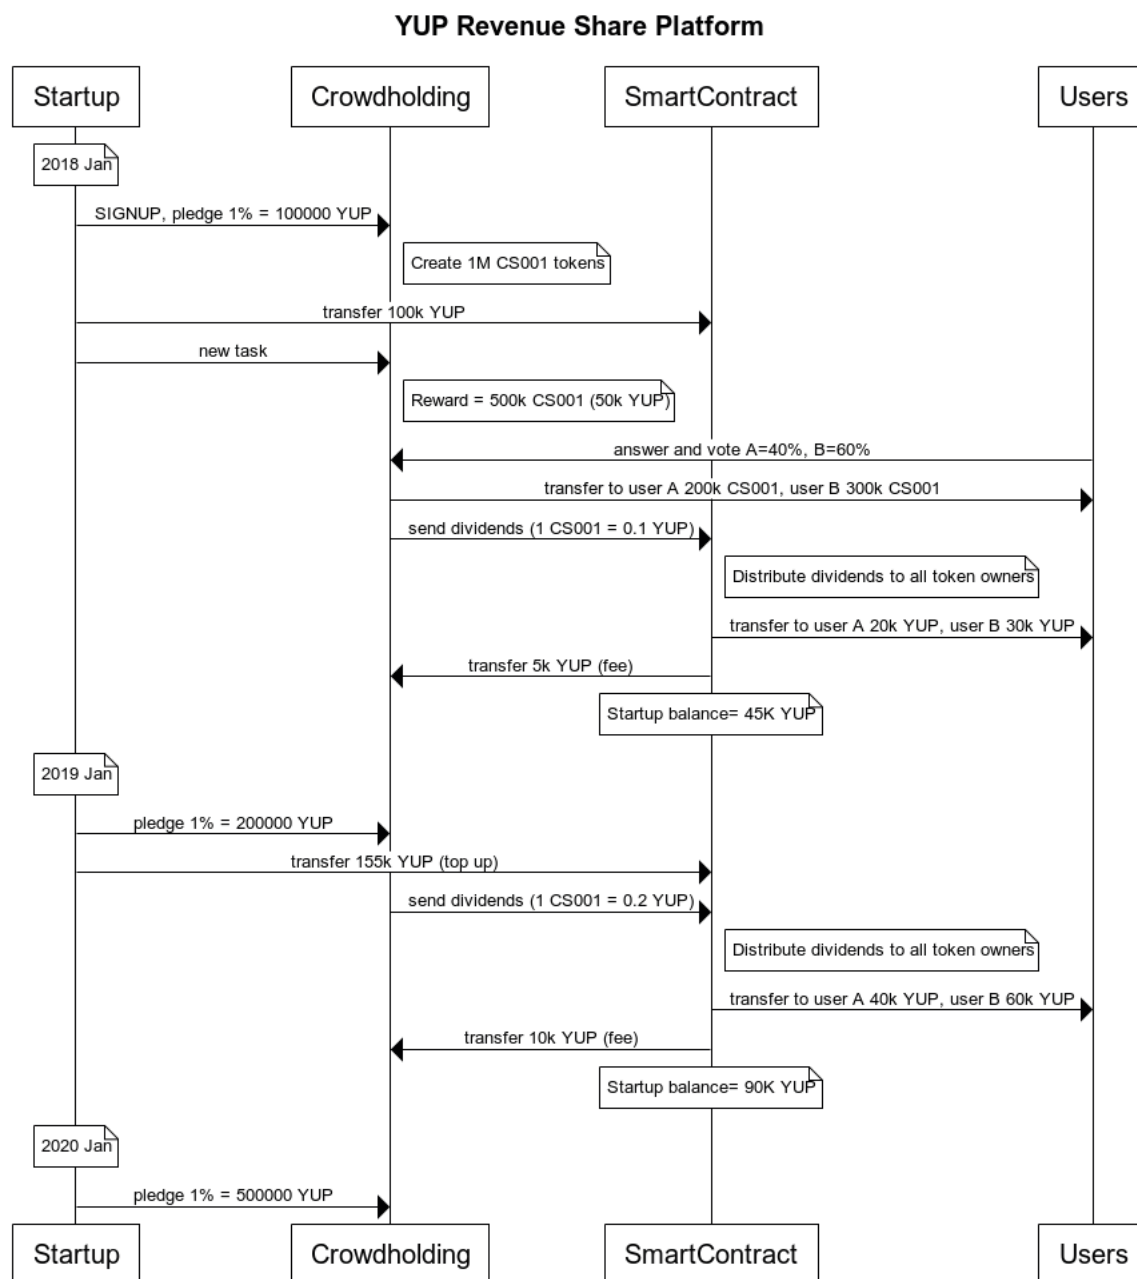 YUP Revenue Share Platform
Startup
Crowdholding
SmartContract
Users
2018 Jan
SIGNUP, pledge 1% = 100000 YUP
Create 1M CS001 tokens
transfer 100k YUP
new task
Reward = 500k CS001 (50k YUP)
answer and vote A=40%, B=60%
transfer to user A 200k CS001, user B 300k CS001
send dividends (1 CS001 = 0.1 YUP)
Distribute dividends to all token owners
transfer to user A 20k YUP, user B 30k YUP
transfer 5k YUP (fee)
Startup balance= 45K YUP
2019 Jan
pledge 1% = 200000 YUP
transfer 155k YUP (top up)
send dividends (1 CS001 = 0.2 YUP)
Distribute dividends to all token owners
transfer to user A 40k YUP, user B 60k YUP
transfer 10k YUP (fee)
Startup balance= 90K YUP
2020 Jan
pledge 1% = 500000 YUP
Startup
Crowdholding
SmartContract
Users